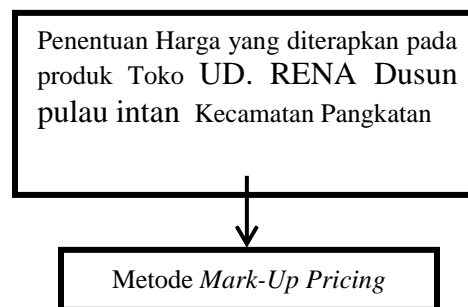 Penentuan Harga yang diterapkan pada
produk Toko UD. RENA Dusun
pulau intan Kecamatan Pangkatan
Metode Mark-Up Pricing